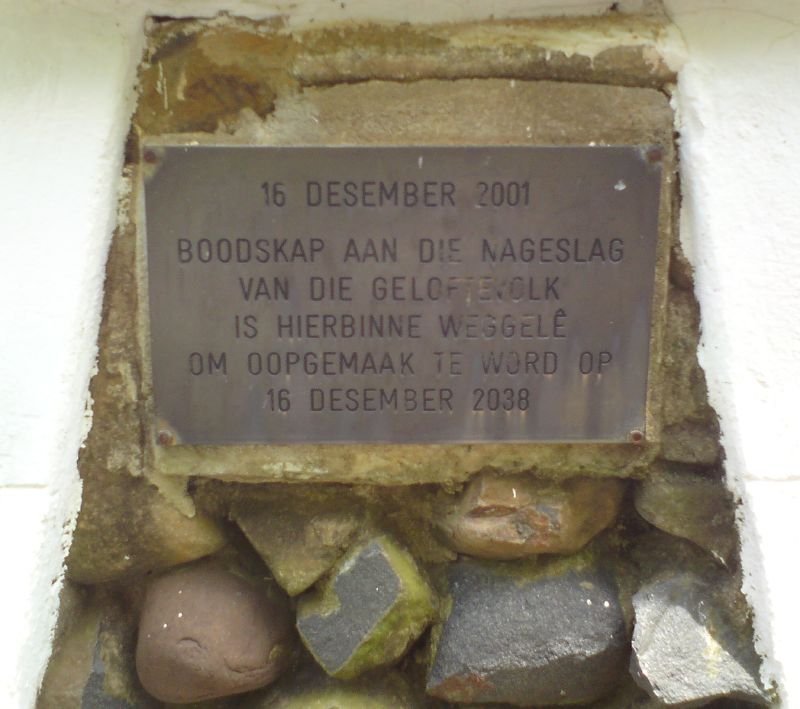 16 DESEMBER 2001
BOODSKAP AAN DIE NAGESLAG
VAN DIE GELOFTEVOLK
IS HIERBINNE WEGGELÊ
OM OOPGEMAAK TE WORD OP
16 DESEMBER 2038